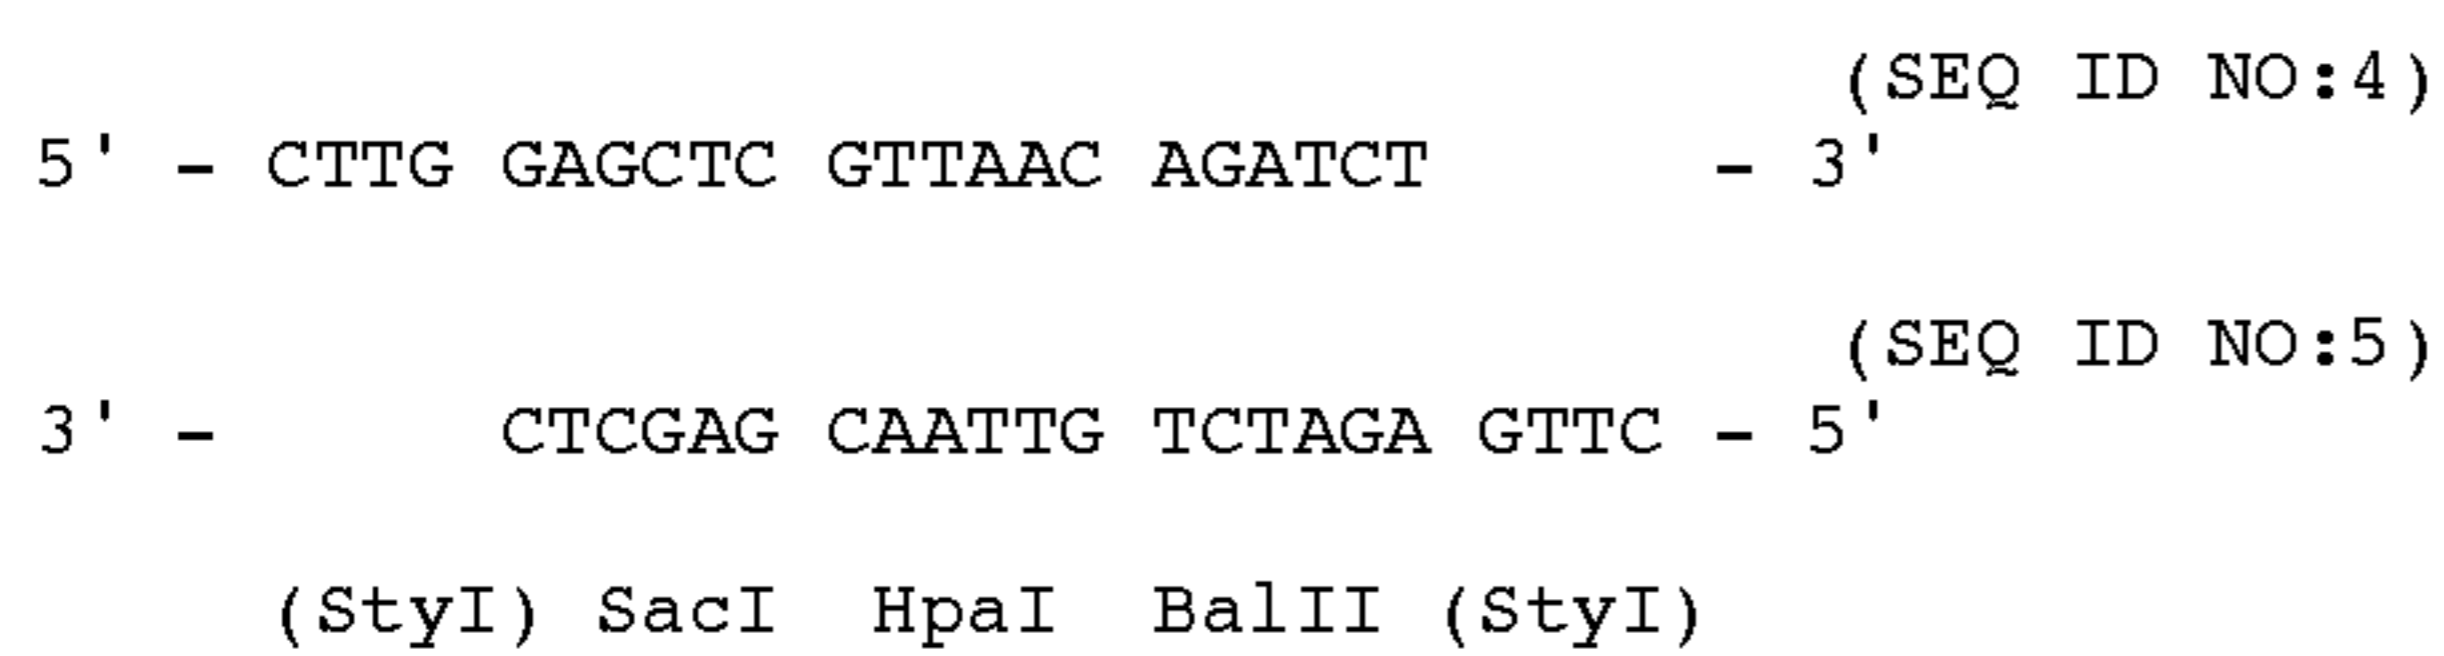 (SEQ ID NO:4)
5' - CTTG GAGCTC GTTAAC AGATCT - 3'
(SEQ ID NO:5)
3' - CTCGAG CAATTG TCTAGA GTTC - 5'
(StyI) SacI HpaI BalII (StyI)